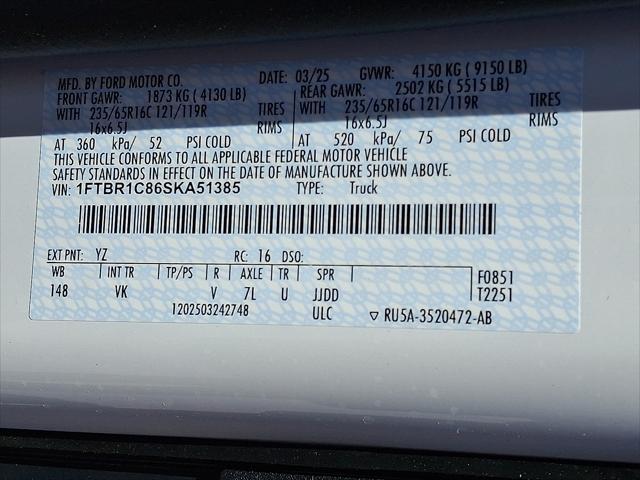 MFD. BY FORD MOTOR CO. DATE: 03/25 GVWR: 4150 KG ( 9150 LB)
FRONT GAWR: 1873 KG ( 4130 LB) REAR GAWR: 2502 KG ( 5515 LB)
WITH 235/65R16C 121/119R TIRES WITH 235/65R16C 121/119R TIRES
16x6.5J RIMS 16x6.5J RIMS
AT 360 kPa/ 52 PSI COLD AT 520 kPa/ 75 PSI COLD
THIS VEHICLE CONFORMS TO ALL APPLICABLE FEDERAL MOTOR VEHICLE
SAFETY STANDARDS IN EFFECT ON THE DATE OF MANUFACTURE SHOWN ABOVE.
VIN: 1FTBR1C86SKA51385 TYPE: Truck
EXT PNT: YZ RC: 16 DSO:
WB INT TR TP/PS R AXLE TR SPR F0851
148 VK V 7L U JJDD T2251
1202503242748 ULC ▽ RU5A-3520472-AB